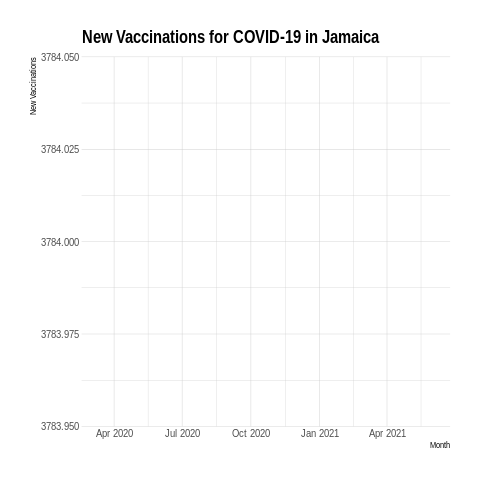 New Vaccinations for COVID-19 in Jamaica
New Vaccinations
3784.050
3784.025
3784.000
3783.975
3783.950
Apr 2020 Jul 2020 Oct 2020 Jan 2021 Apr 2021
Month